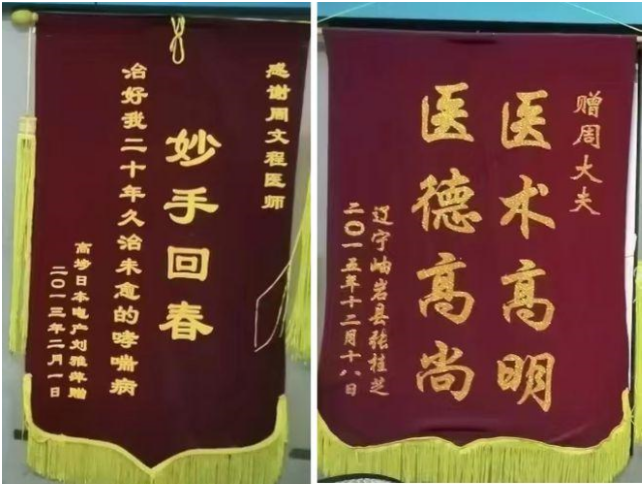 感谢周文程医师
妙手回春
治好我二十年久治未愈的哮喘病
高埗日本电产刘雅萍赠
二〇一三年二月一日
赠周大夫
医术高明
医德高尚
辽宁岫岩县张桂芝
二〇一五年十二月十八日